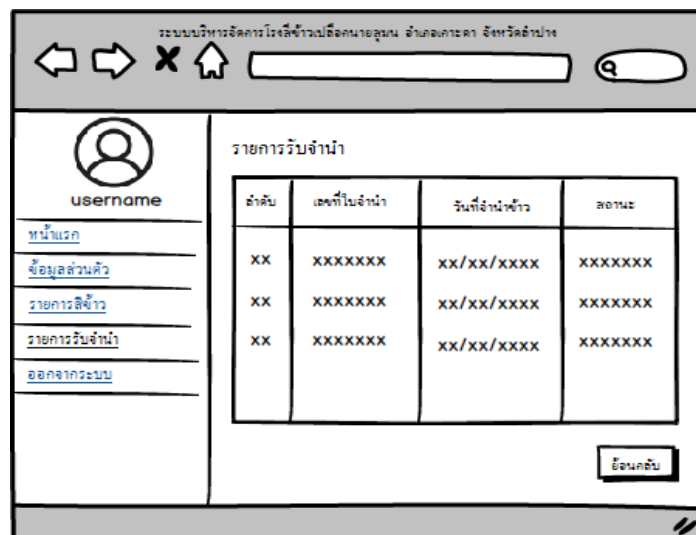 ระบบบริหารจัดการโรงสีข้าวเปลือกนายลุมน อำเภอเกาะคา จังหวัดลำปาง
username
หน้าแรก
ข้อมูลส่วนตัว
รายการสีข้าว
รายการรับจำนำ
ออกจากระบบ
รายการรับจำนำ
ลำดับ เลขที่ใบจำนำ วันที่จำนำข้าว สถานะ
xx xxxxxxx xx/xx/xxxx xxxxxxx
xx xxxxxxx xx/xx/xxxx xxxxxxx
xx xxxxxxx xx/xx/xxxx xxxxxxx
ย้อนกลับ